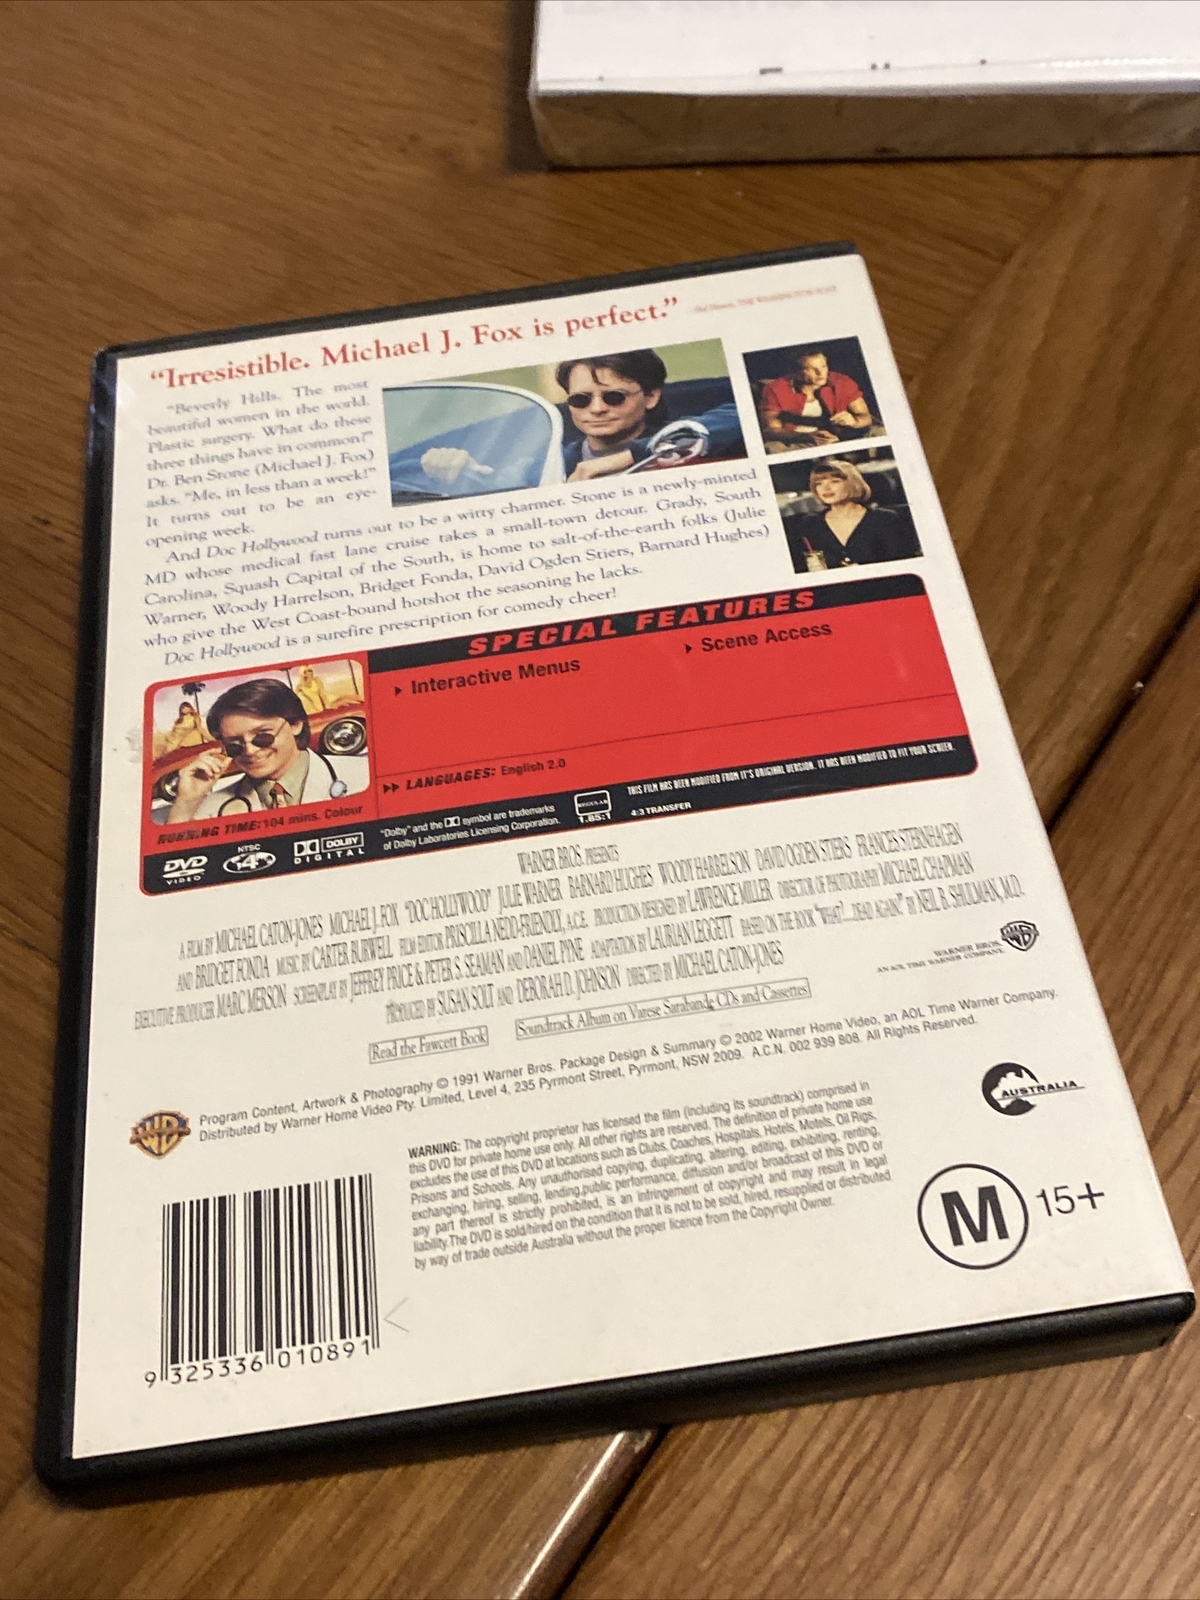 "Irresistible. Michael J. Fox is perfect."
THE WASHINGTON POST
"Beverly Hills. The most
beautiful women in the world.
Plastic surgery. What do these
three things have in common?"
Dr. Ben Stone (Michael J. Fox)
asks. "Me, in less than a week!"
It turns out to be an eye-
opening week.
And Doc Hollywood turns out to be a witty charmer. Stone is a newly-minted
MD whose medical fast lane cruise takes a small-town detour. Grady, South
Carolina, Squash Capital of the South, is home to salt-of-the-earth folks (Julie
Warner, Woody Harrelson, Bridget Fonda, David Ogden Stiers, Barnard Hughes)
who give the West Coast-bound hotshot the seasoning he lacks.
Doc Hollywood is a surefire prescription for comedy cheer!
SPECIAL FEATURES
Interactive Menus
Scene Access
LANGUAGES: English 2.0
RUNNING TIME: 104 mins. Colour
DVD
VIDEO
NTSC
4
DOLBY
DIGITAL
"Dolby" and the symbol are trademarks
of Dolby Laboratories Licensing Corporation.
REGULAR
1.85:1
THIS FILM HAS BEEN MODIFIED FROM IT'S ORIGINAL VERSION. IT HAS BEEN MODIFIED TO FIT YOUR SCREEN.
4:3 TRANSFER
WARNER BROS. PRESENTS
A FILM BY MICHAEL CATON-JONES MICHAEL J. FOX "DOC HOLLYWOOD" JULIE WARNER BARNARD HUGHES WOODY HARRELSON DAVID OGDEN STIERS FRANCES STERNHAGEN
AND BRIDGET FONDA MUSIC BY CARTER BURWELL FILM EDITOR PRISCILLA NEDD-FRIENDLY, A.C.E. PRODUCTION DESIGNED BY LAWRENCE MILLER DIRECTOR OF PHOTOGRAPHY MICHAEL CHAPMAN
EXECUTIVE PRODUCER MARC MERSON SCREENPLAY BY JEFFREY PRICE & PETER S. SEAMAN AND DANIEL PYNE ADAPTATION BY LAURIAN LEGGETT BASED ON THE BOOK "WHAT?...DEAD AGAIN?" BY NEIL B. SHULMAN, M.D.
PRODUCED BY SUSAN SOLT AND DEBORAH D. JOHNSON DIRECTED BY MICHAEL CATON-JONES
WARNER BROS.
AN AOL TIME WARNER COMPANY
Read the Fawcett Book
Soundtrack Album on Varese Sarabande CDs and Cassettes
Program Content, Artwork & Photography © 1991 Warner Bros. Package Design & Summary © 2002 Warner Home Video, an AOL Time Warner Company.
Distributed by Warner Home Video Pty. Limited, Level 4, 235 Pyrmont Street, Pyrmont, NSW 2009. A.C.N. 002 939 808. All Rights Reserved.
AUSTRALIA
WARNING: The copyright proprietor has licensed the film (including its soundtrack) comprised in
this DVD for private home use only. All other rights are reserved. The definition of private home use
excludes the use of this DVD at locations such as Clubs, Coaches, Hospitals, Hotels, Motels, Oil Rigs,
Prisons and Schools. Any unauthorised copying, duplicating, altering, editing, exhibiting, renting,
exchanging, hiring, selling, lending, public performance, diffusion and/or broadcast of this DVD or
any part thereof is strictly prohibited, is an infringement of copyright and may result in legal
liability. The DVD is sold/hired on the condition that it is not to be sold, hired, resupplied or distributed
by way of trade outside Australia without the proper licence from the Copyright Owner.
M 15+
9 325336 010891